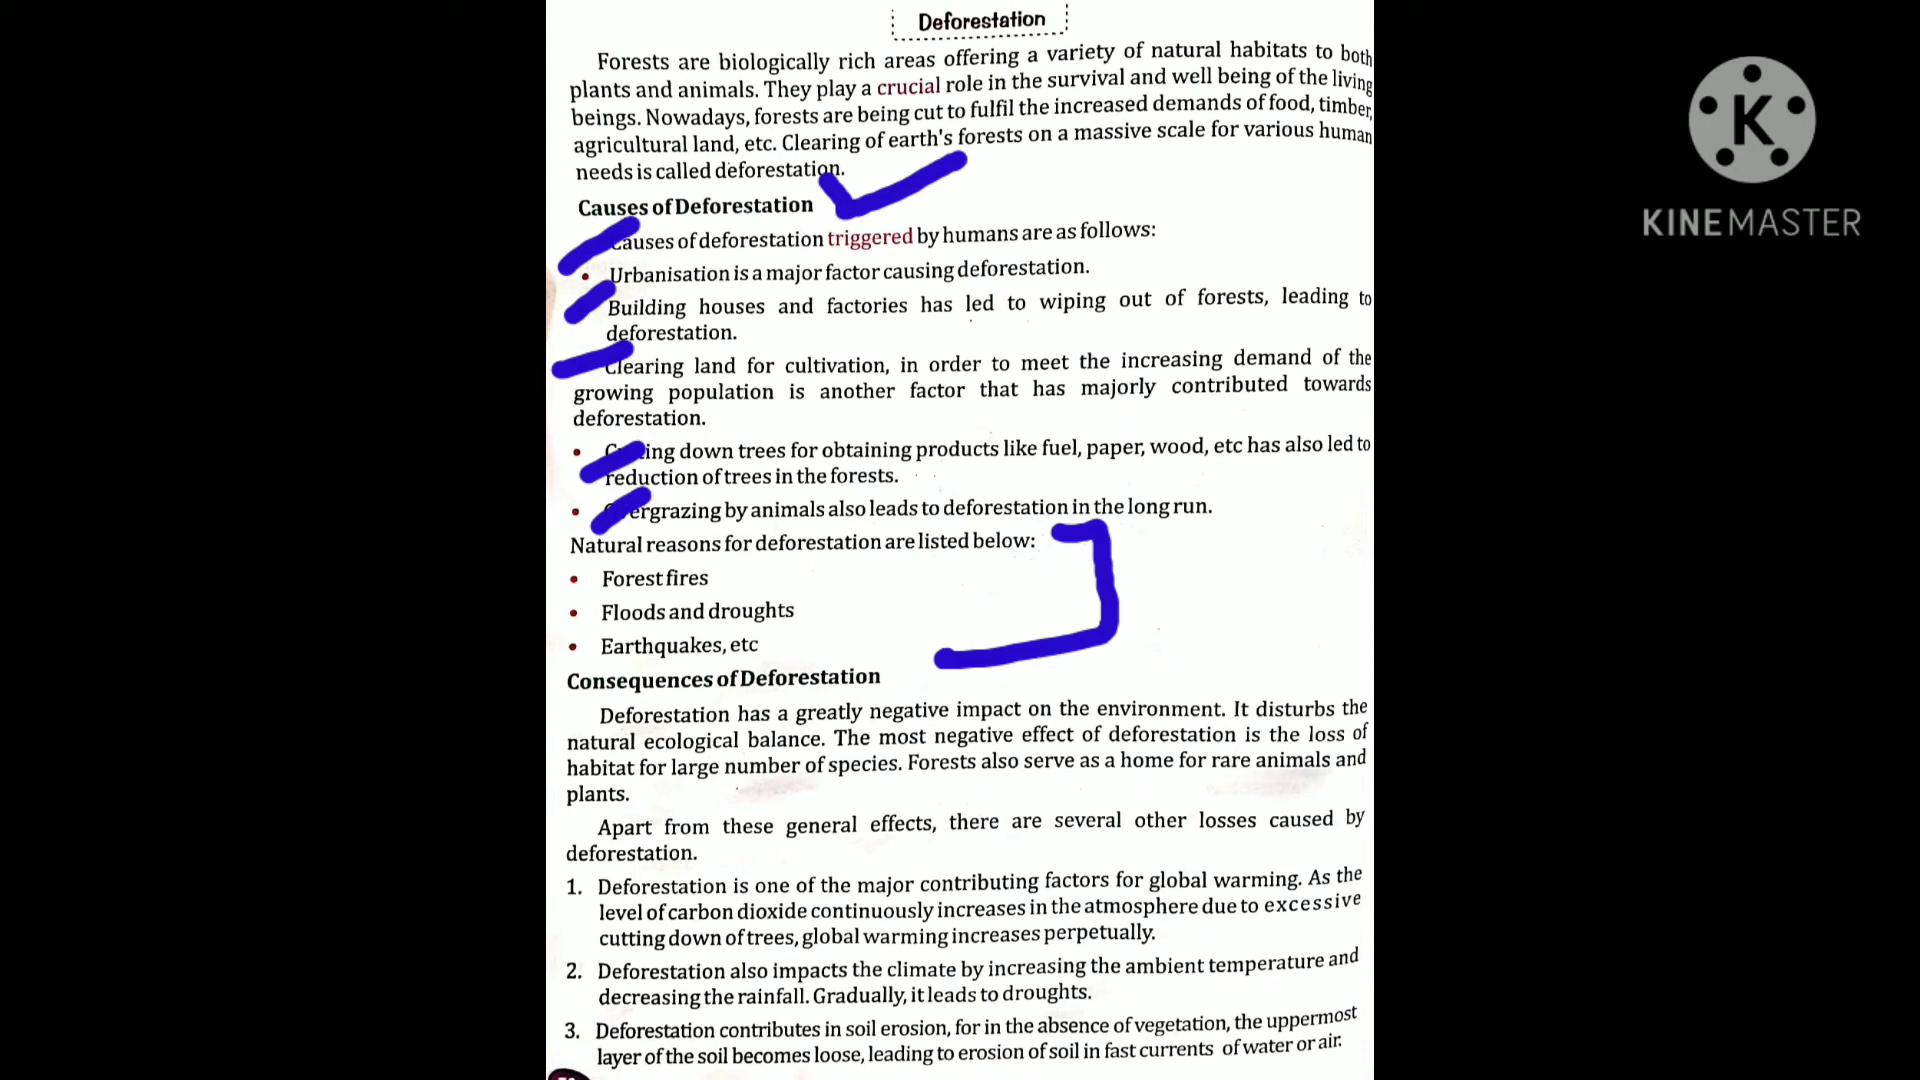 Deforestation
Forests are biologically rich areas offering a variety of natural habitats to both
plants and animals. They play a crucial role in the survival and well being of the living
beings. Nowadays, forests are being cut to fulfil the increased demands of food, timber,
agricultural land, etc. Clearing of earth's forests on a massive scale for various human
needs is called deforestation.
Causes of Deforestation
Causes of deforestation triggered by humans are as follows:
• Urbanisation is a major factor causing deforestation.
Building houses and factories has led to wiping out of forests, leading to
deforestation.
Clearing land for cultivation, in order to meet the increasing demand of the
growing population is another factor that has majorly contributed towards
deforestation.
• Cutting down trees for obtaining products like fuel, paper, wood, etc has also led to
reduction of trees in the forests.
• Overgrazing by animals also leads to deforestation in the long run.
Natural reasons for deforestation are listed below:
• Forest fires
• Floods and droughts
• Earthquakes, etc
Consequences of Deforestation
Deforestation has a greatly negative impact on the environment. It disturbs the
natural ecological balance. The most negative effect of deforestation is the loss of
habitat for large number of species. Forests also serve as a home for rare animals and
plants.
Apart from these general effects, there are several other losses caused by
deforestation.
1. Deforestation is one of the major contributing factors for global warming. As the
level of carbon dioxide continuously increases in the atmosphere due to excessive
cutting down of trees, global warming increases perpetually.
2. Deforestation also impacts the climate by increasing the ambient temperature and
decreasing the rainfall. Gradually, it leads to droughts.
3. Deforestation contributes in soil erosion, for in the absence of vegetation, the uppermost
layer of the soil becomes loose, leading to erosion of soil in fast currents of water or air.
K
KINEMASTER